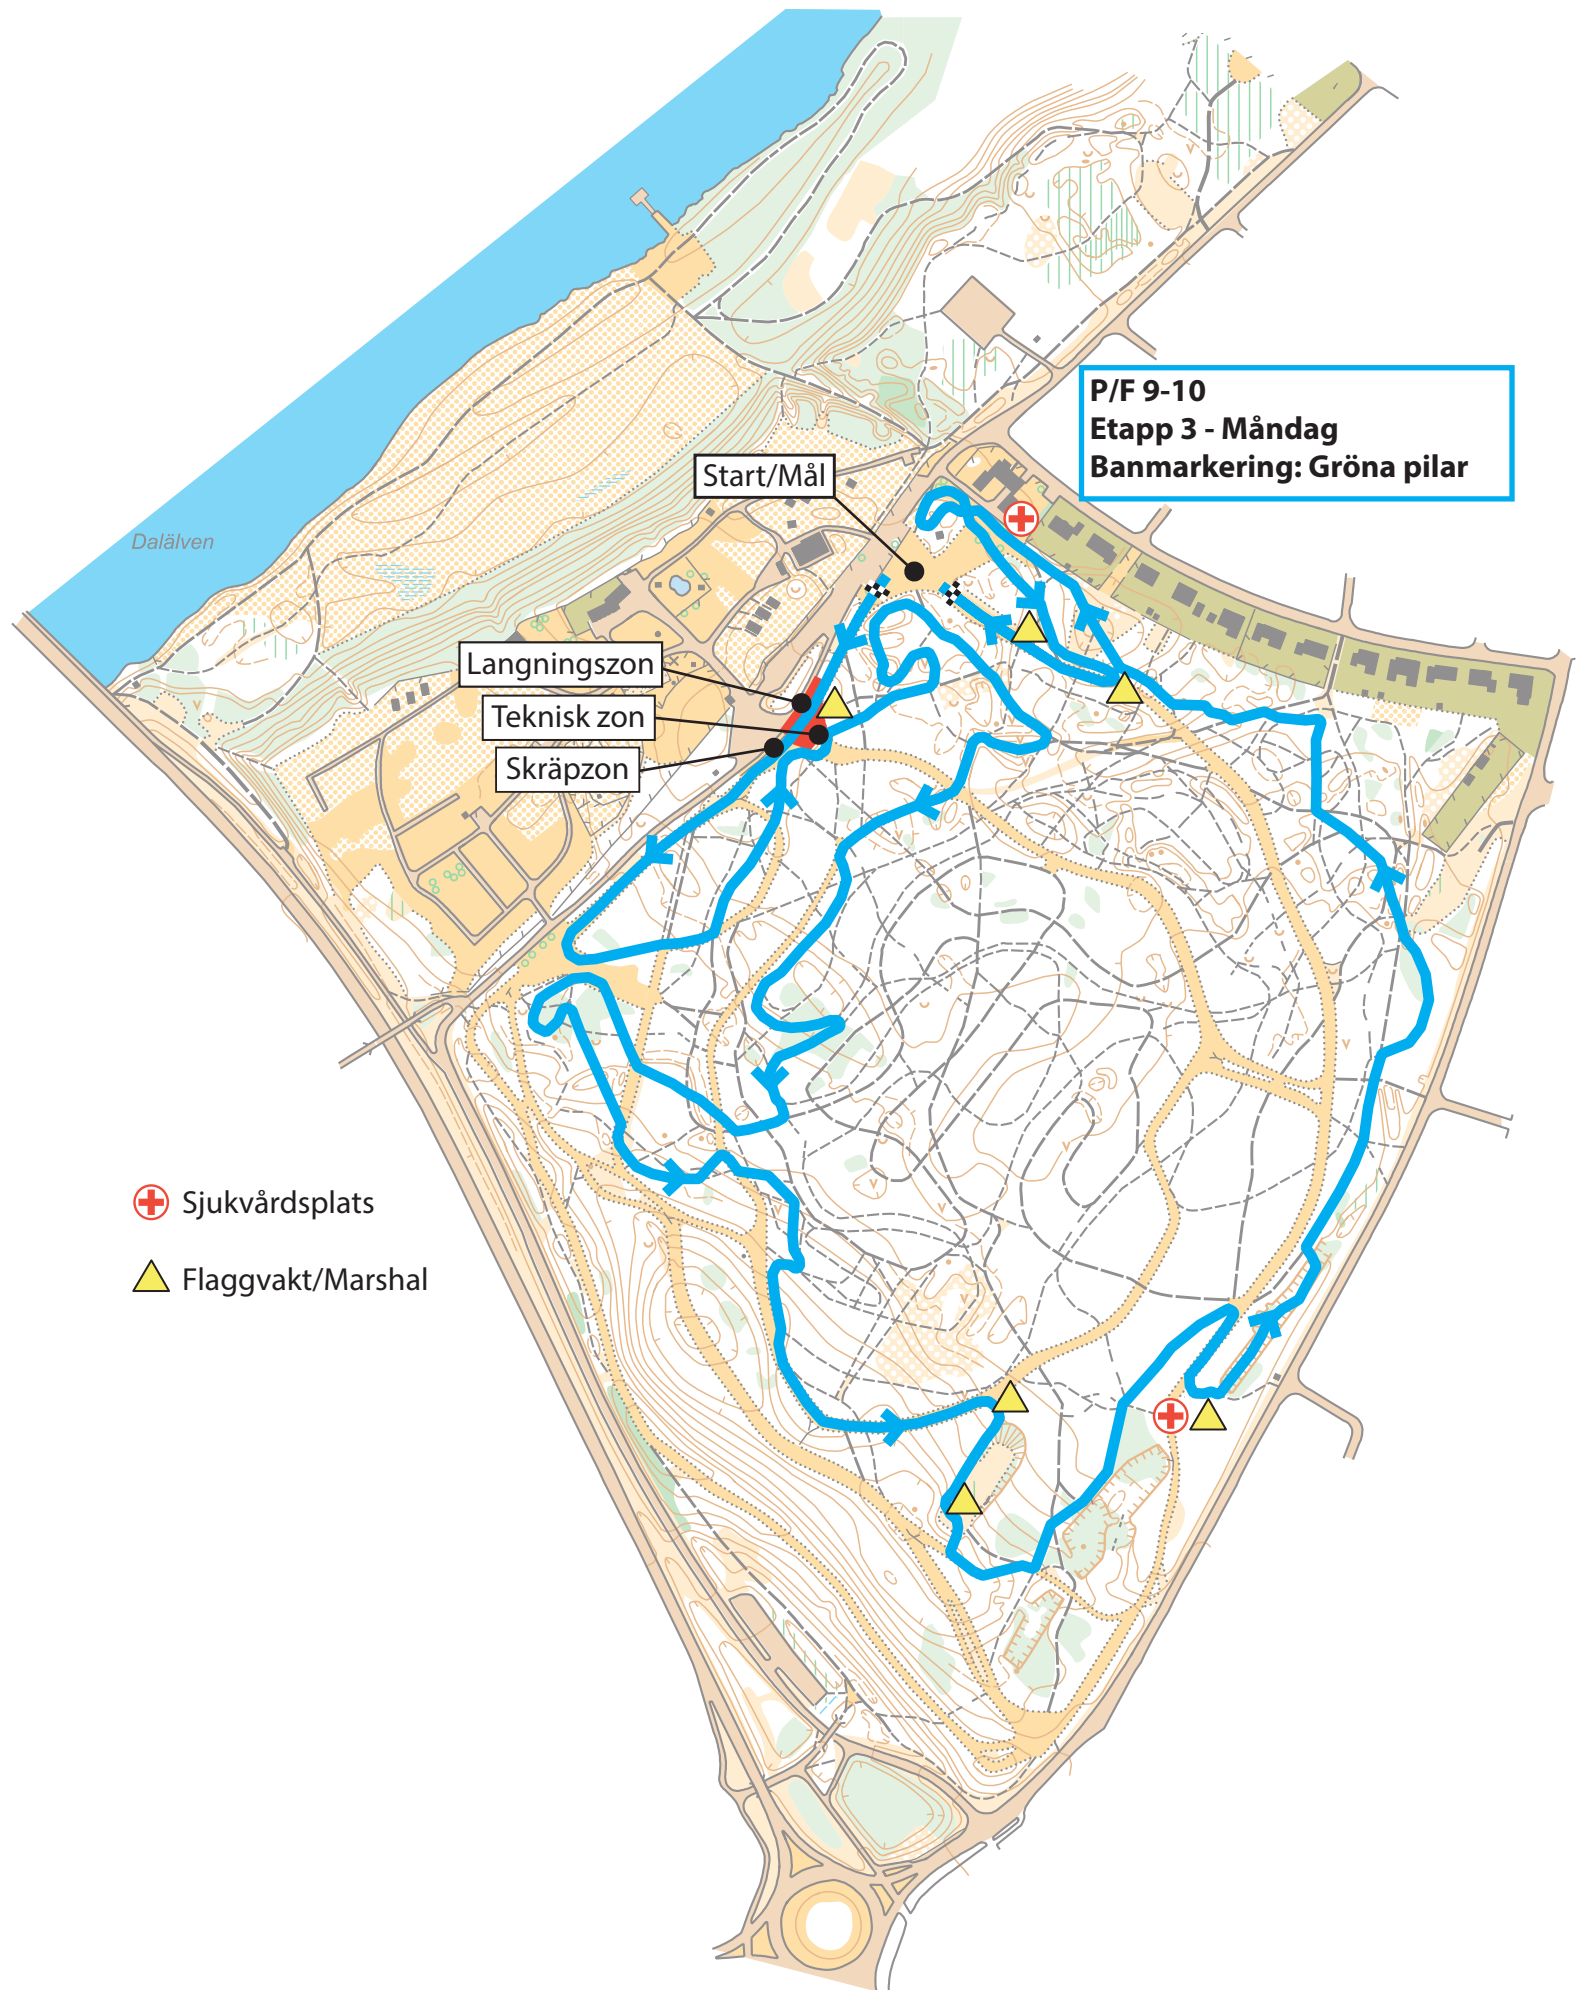 P/F 9-10
Etapp 3 - Måndag
Banmarkering: Gröna pilar
Start/Mål
Dalälven
Langningszon
Teknisk zon
Skräpzon
Sjukvårdsplats
Flaggvakt/Marshal